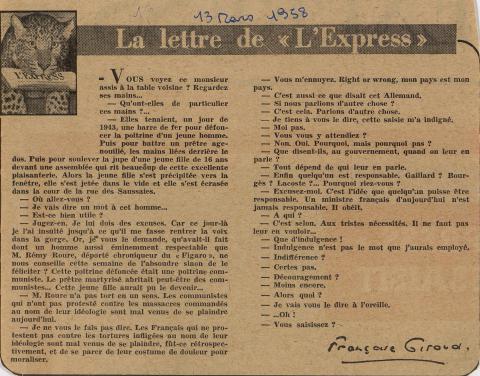 13 Mars 1958
La lettre de « L'Express »
L'EXPRESS
— VOUS voyez ce monsieur
assis à la table voisine ? Regardez
ses mains...
— Qu'ont-elles de particulier
ces mains ?...
— Elles tenaient, un jour de
1943, une barre de fer pour défon-
cer la poitrine d'un jeune homme.
Puis pour battre un prêtre age-
nouillé, les mains liées derrière le
dos. Puis pour soulever la jupe d'une jeune fille de 16 ans
devant une assemblée qui rit beaucoup de cette excellente
plaisanterie. Alors la jeune fille s'est précipitée vers la
fenêtre, elle s'est jetée dans le vide et elle s'est écrasée
dans la cour de la rue des Saussaies.
— Où allez-vous ?
— Je vais dire un mot à cet homme...
— Est-ce bien utile ?
— Jugez-en. Je lui dois des excuses. Car ce jour-là
je l'ai insulté jusqu'à ce qu'il me fasse rentrer la voix
dans la gorge. Or, je vous le demande, qu'avait-il fait
dont un homme aussi éminemment respectable que
M. Rémy Roure, déporté chroniqueur du « Figaro », ne
nous conseille cette semaine de l'absoudre sinon de le
féliciter ? Cette poitrine défoncée était une poitrine com-
muniste. Le prêtre martyrisé abritait peut-être des com-
munistes... Cette jeune fille aurait pu le devenir...
— M. Roure n'a pas tort en un sens. Les communistes
qui n'ont pas protesté contre les massacres commandés
au nom de leur idéologie sont mal venus de se plaindre
aujourd'hui.
— Je ne vous le fais pas dire. Les Français qui ne pro-
testent pas contre les tortures infligées au nom de leur
idéologie sont mal venus de se plaindre, fût-ce rétrospec-
tivement, et de se parer de leur costume de douleur pour
moraliser.
— Vous m'ennuyez. Right or wrong, mon pays est mon
pays.
— C'est aussi ce que disait cet Allemand.
— Si nous parlions d'autre chose ?
— C'est cela. Parlons d'autre chose.
— Je tiens à vous le dire, cette saisie m'a indigné.
— Moi pas.
— Vous vous y attendiez ?
— Non. Oui. Pourquoi, mais pourquoi pas ?
— Que disent-ils, au gouvernement, quand on leur en
parle ?
— Tout dépend de qui leur en parle.
— Enfin quelqu'un est responsable. Gaillard ? Bour-
gès ? Lacoste ?... Pourquoi riez-vous ?
— Excusez-moi. C'est l'idée que quelqu'un puisse être
responsable. Un ministre français d'aujourd'hui n'est
jamais responsable. Il obéit.
— A qui ?
— C'est selon. Aux tristes nécessités. Il ne faut pas
leur en vouloir...
— Que d'indulgence !
— Indulgence n'est pas le mot que j'aurais employé.
— Indifférence ?
— Certes pas.
— Découragement ?
— Moins encore.
— Alors quoi ?
— Je vais vous le dire à l'oreille.
— ...Oh !
— Vous saisissez ?
Françoise Giroud.